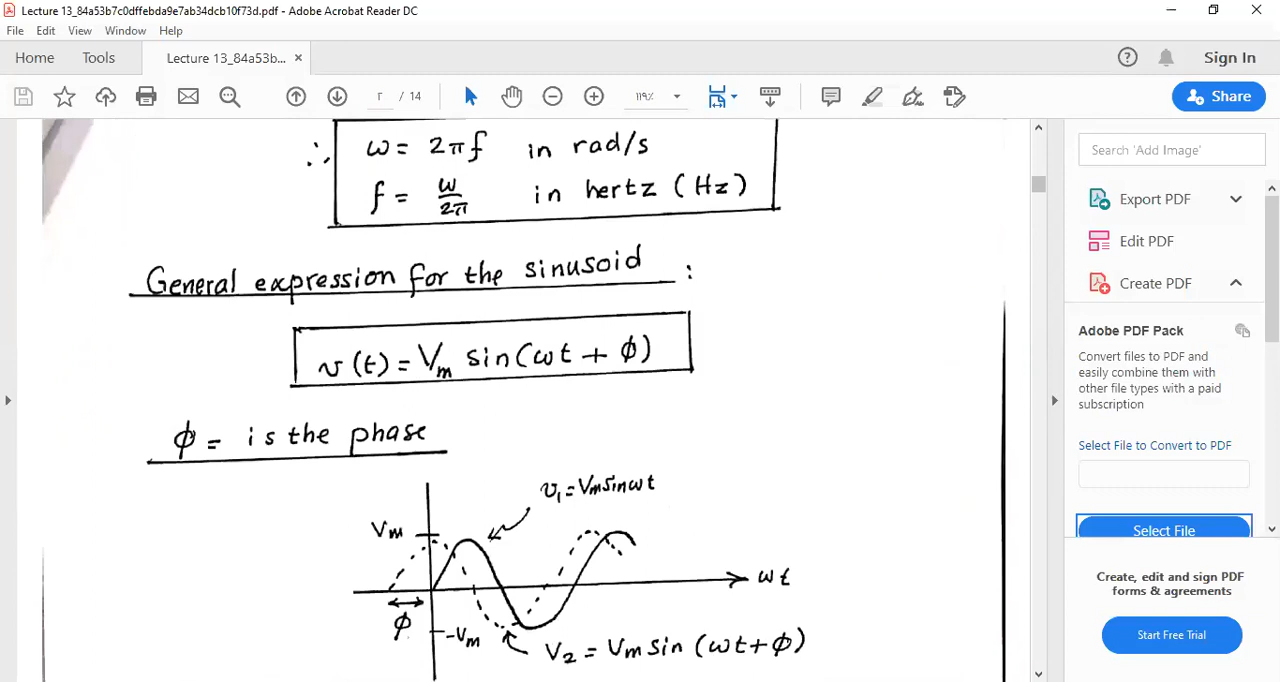 Lecture 13_84a53b7c0dffebda9e7ab34dcb10f73d.pdf - Adobe Acrobat Reader DC
File Edit View Window Help
Home Tools Lecture 13_84a53b... × Sign In
٢ / 14 ١١٩٪ Share
∴ ω = 2πf in rad/s
f = ω/2π in hertz (Hz)
General expression for the sinusoid :
v(t) = Vm sin(ωt + φ)
φ = is the phase
v1 = Vm sin ωt
Vm
ωt
φ
-Vm
V2 = Vm sin (ωt + φ)
Search 'Add Image'
Export PDF
Edit PDF
Create PDF
Adobe PDF Pack
Convert files to PDF and
easily combine them with
other file types with a paid
subscription
Select File to Convert to PDF
Select File
Create, edit and sign PDF
forms & agreements
Start Free Trial